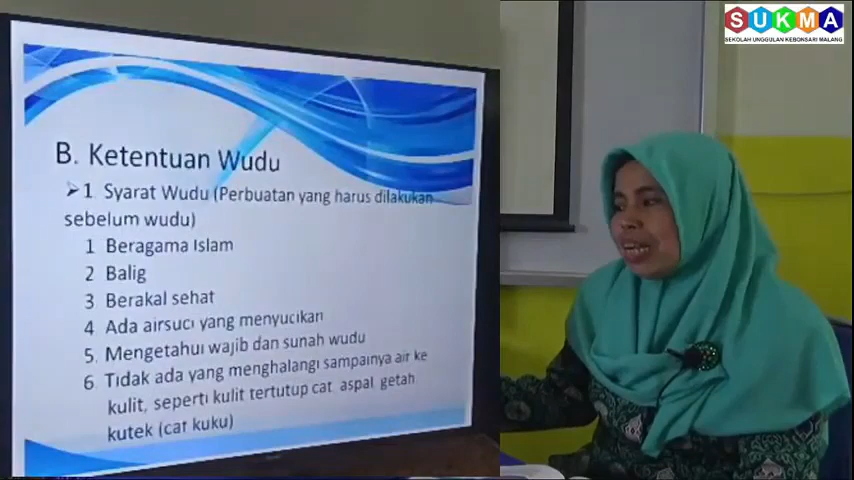 SUKMA
SEKOLAH UNGGULAN KEBONSARI MALANG
B. Ketentuan Wudu
➢1 Syarat Wudu (Perbuatan yang harus dilakukan
sebelum wudu)
1 Beragama Islam
2 Balig
3 Berakal sehat
4 Ada airsuci yang menyucikan
5. Mengetahui wajib dan sunah wudu
6 Tidak ada yang menghalangi sampainya air ke
kulit, seperti kulit tertutup cat, aspal, getah
kutek (cat kuku)